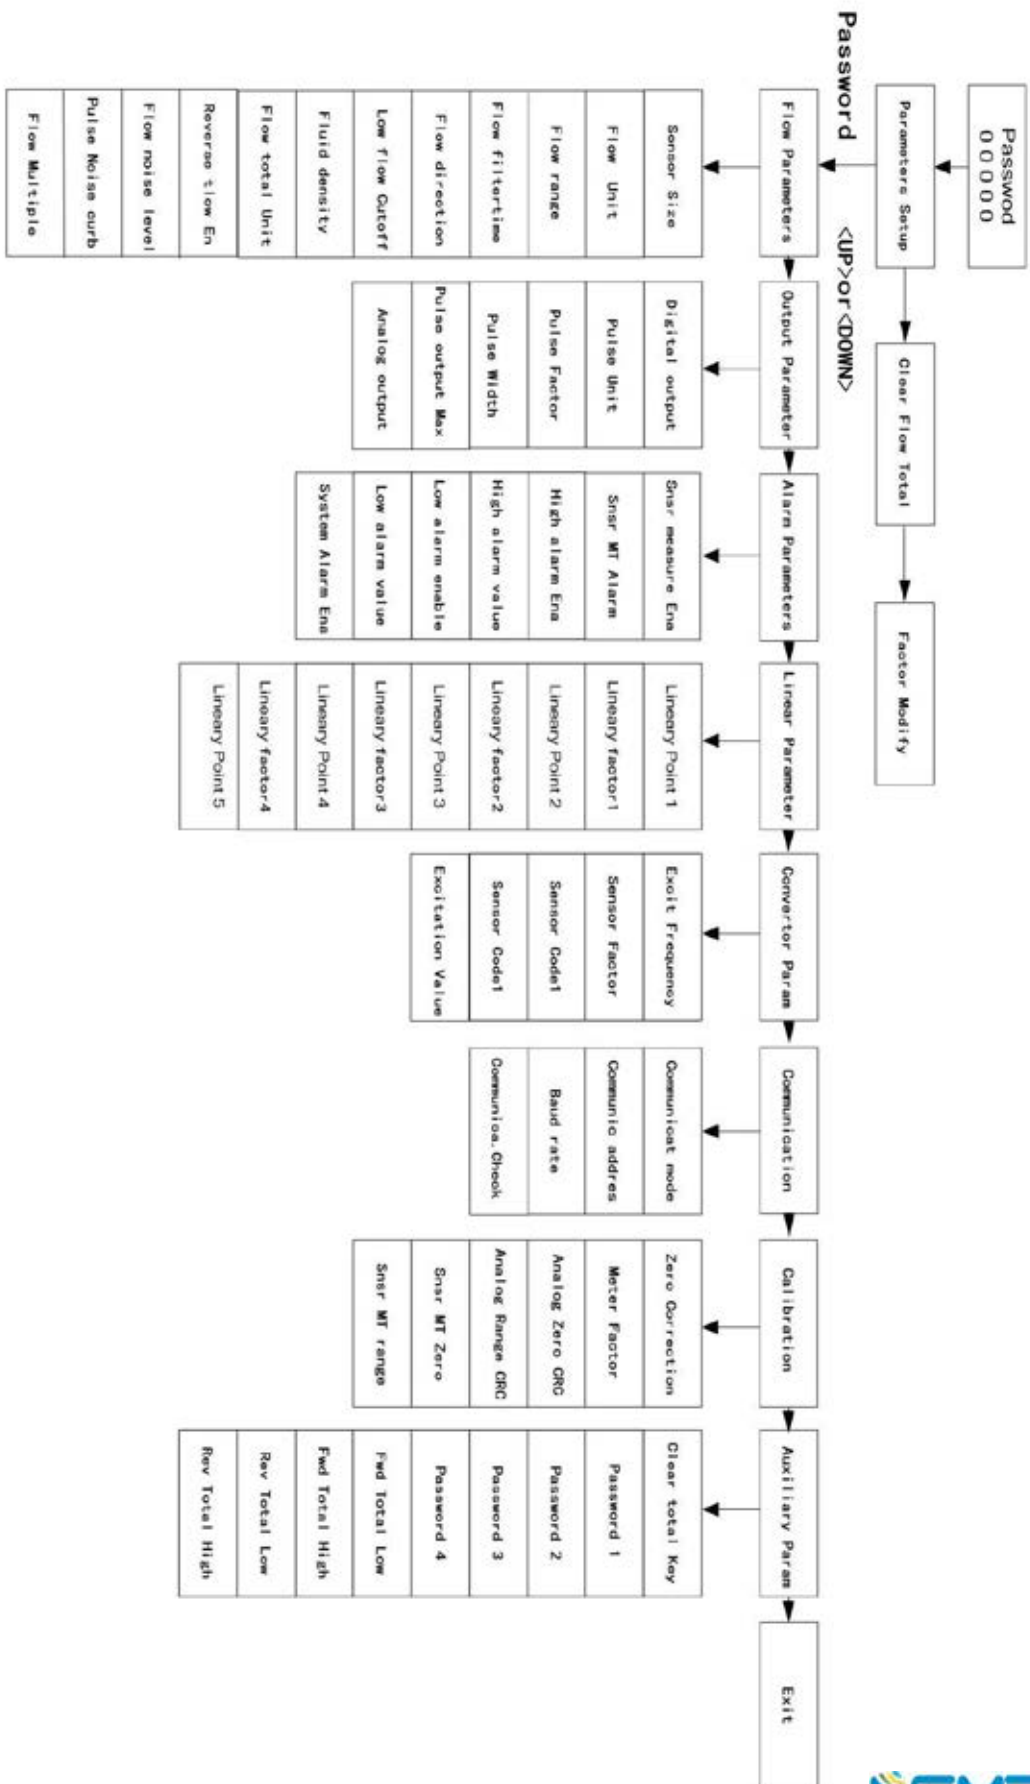 Passwod
00000
Parameters Setup
Clear Flow Total
Factor Modify
Password
<UP>or<DOWN>
Flow Parameters
Output Parameter
Alarm Parameters
Linear Parameter
Convertor Param
Communication
Calibration
Auxiliary Param
Exit
Sensor Size
Flow Unit
Flow range
Flow filtertime
Flow direction
Low flow Cutoff
Fluid density
Flow total Unit
Reverse tlow En
Flow noise level
Pulse Noise curb
Flow Multiple
Digital output
Pulse Unit
Pulse Factor
Pulse Width
Pulse output Max
Analog output
Snsr measure Ena
Snsr MT Alarm
High alarm Ena
High alarm value
Low alarm enable
Low alarm value
System Alarm Ena
Lineary Point 1
Lineary factor1
Lineary Point 2
Lineary factor2
Lineary Point 3
Lineary factor3
Lineary Point 4
Lineary factor4
Lineary Point 5
Excit Frequency
Sensor Factor
Sensor Code1
Sensor Code1
Excitation Value
Communicat mode
Communic addres
Baud rate
Communica.Check
Zero Correction
Meter Factor
Analog Zero CRC
Analog Range CRC
Snsr MT Zero
Snsr MT range
Clear total Key
Password 1
Password 2
Password 3
Password 4
Fwd Total Low
Fwd Total High
Rev Total Low
Rev Total High